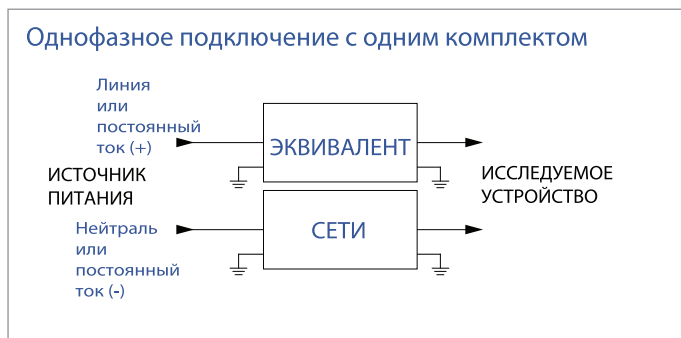 Однофазное подключение с одним комплектом
Линия
или
постоянный
ток (+)
ИСТОЧНИК
ПИТАНИЯ
Нейтраль
или
постоянный
ток (-)
ЭКВИВАЛЕНТ
СЕТИ
ИССЛЕДУЕМОЕ
УСТРОЙСТВО